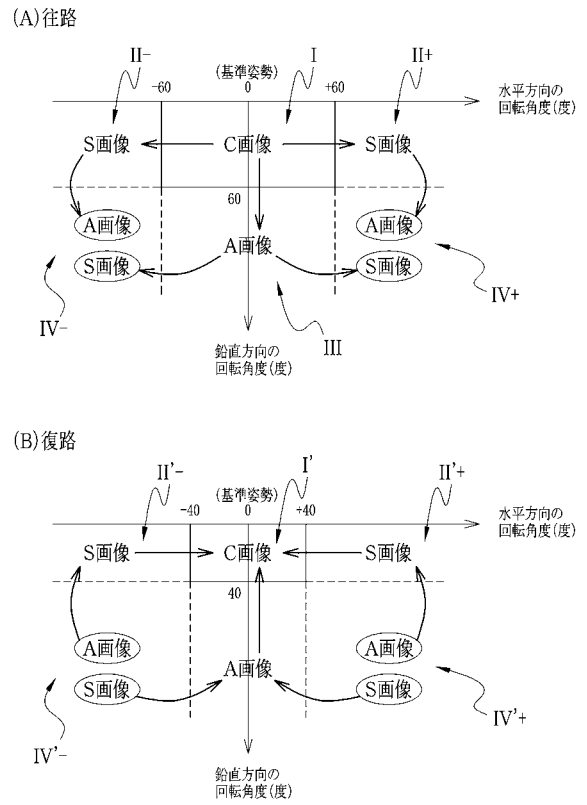 (A)往路
II-
I
II+
(基準姿勢)
-60
0
+60
水平方向の
回転角度(度)
S画像
C画像
S画像
60
A画像
A画像
A画像
S画像
S画像
IV-
IV+
III
鉛直方向の
回転角度(度)
(B)復路
II'-
I'
II'+
(基準姿勢)
-40
0
+40
水平方向の
回転角度(度)
S画像
C画像
S画像
40
A画像
A画像
A画像
S画像
S画像
IV'-
IV'+
鉛直方向の
回転角度(度)